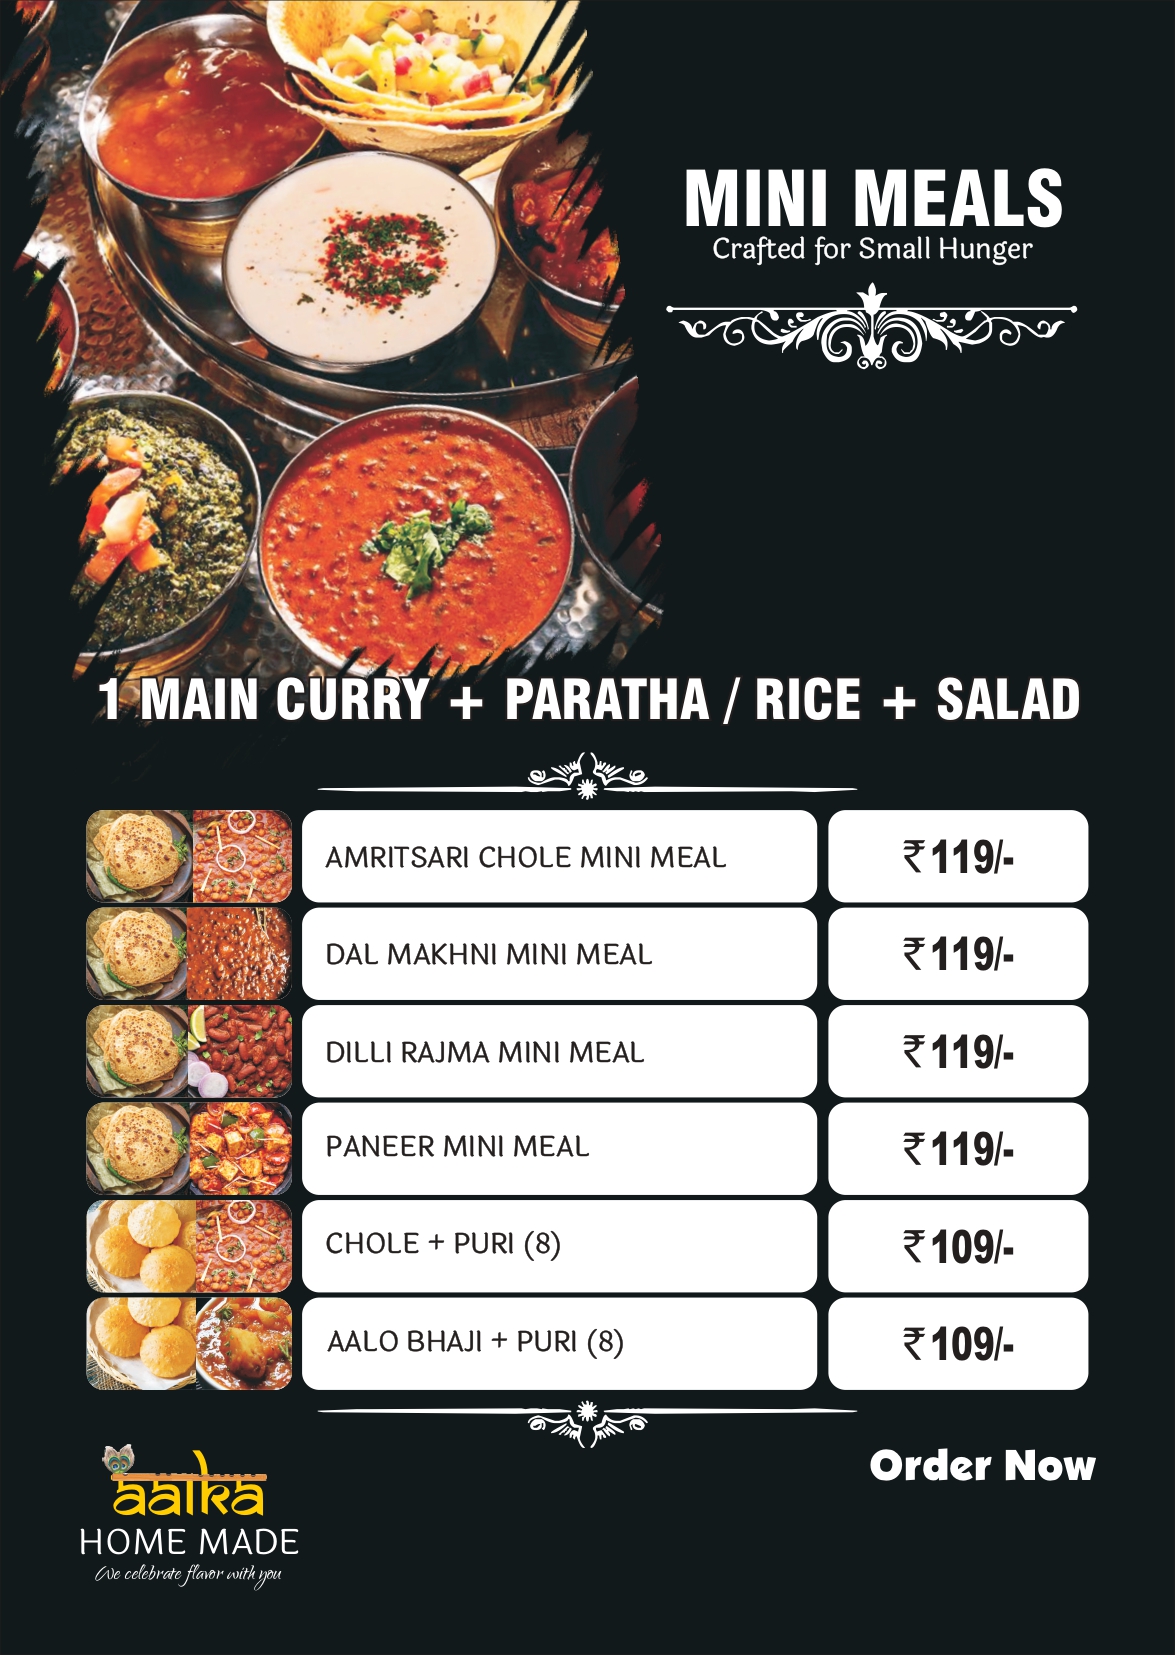 MINI MEALS
Crafted for Small Hunger
1 MAIN CURRY + PARATHA / RICE + SALAD
AMRITSARI CHOLE MINI MEAL ₹119/-
DAL MAKHNI MINI MEAL ₹119/-
DILLI RAJMA MINI MEAL ₹119/-
PANEER MINI MEAL ₹119/-
CHOLE + PURI (8) ₹109/-
AALO BHAJI + PURI (8) ₹109/-
Order Now
aalka
HOME MADE
We celebrate flavor with you